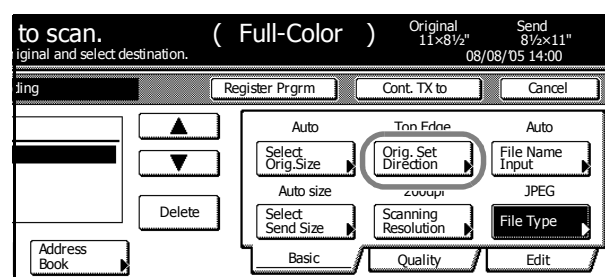 to scan. ( Full-Color ) Original Send
11×8½" 8½×11"
iginal and select destination. 08/08/'05 14:00
ding Register Prgrm Cont. TX to Cancel
Auto Top Edge Auto
Select Orig. Set File Name
Orig.Size Direction Input
Auto size 200dpi JPEG
Delete Select Scanning File Type
Send Size Resolution
Address
Book Basic Quality Edit